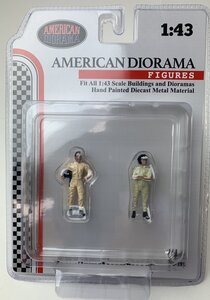 AMERICAN
DIORAMA
1:43
AMERICAN DIORAMA
FIGURES
Fit All 1:43 Scale Buildings and Dioramas
Hand Painted Diecast Metal Material